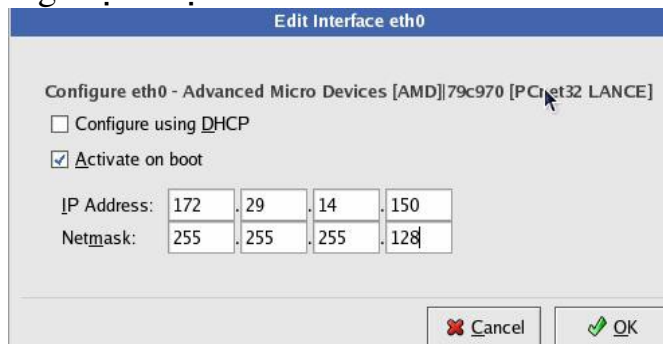 Edit Interface eth0
Configure eth0 - Advanced Micro Devices [AMD]|79c970 [PCnet32 LANCE]
Configure using DHCP
Activate on boot
IP Address: 172 . 29 . 14 . 150
Netmask: 255 . 255 . 255 . 128
Cancel OK